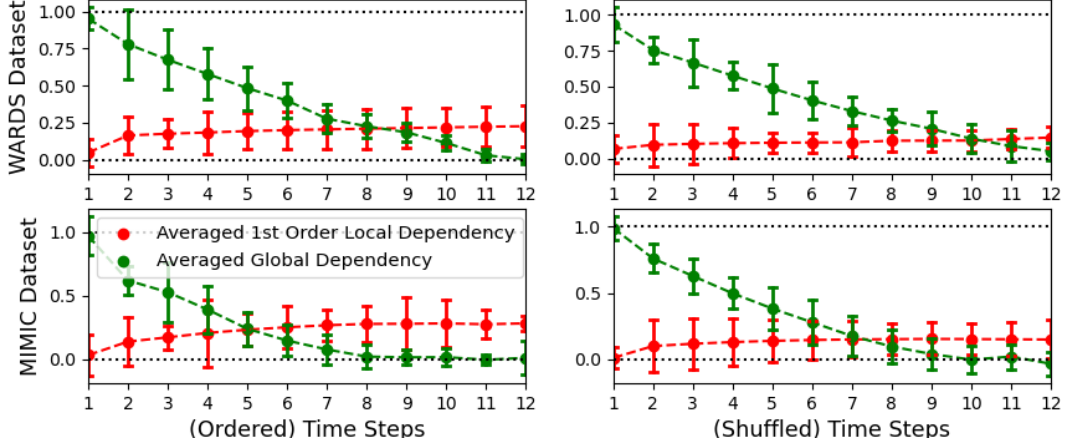 WARDS Dataset
1.00
0.75
0.50
0.25
0.00
1 2 3 4 5 6 7 8 9 10 11 12
1.00
0.75
0.50
0.25
0.00
1 2 3 4 5 6 7 8 9 10 11 12
MIMIC Dataset
1.0
0.5
0.0
Averaged 1st Order Local Dependency
Averaged Global Dependency
1 2 3 4 5 6 7 8 9 10 11 12
(Ordered) Time Steps
1.0
0.5
0.0
1 2 3 4 5 6 7 8 9 10 11 12
(Shuffled) Time Steps